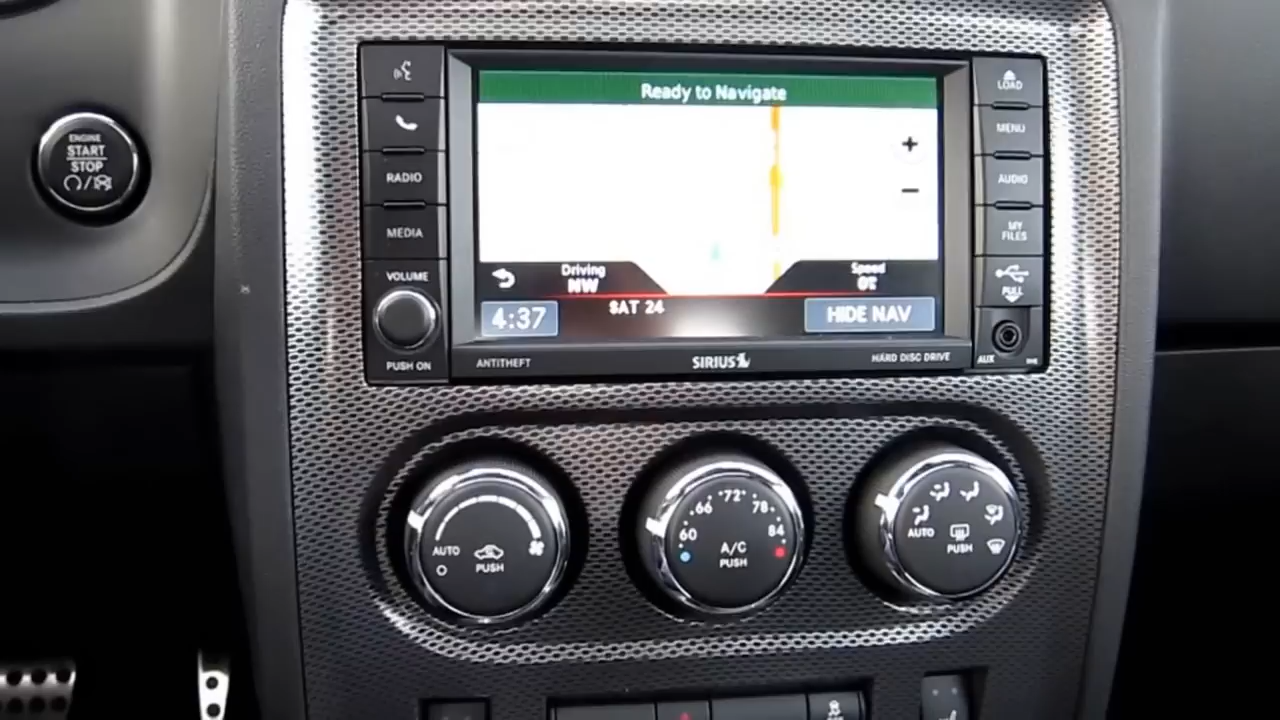 ENGINE
START
STOP
RADIO
MEDIA
VOLUME
PUSH ON
Ready to Navigate
+
−
Driving
NW
Speed
4:37
SAT 24
HIDE NAV
ANTITHEFT
SIRIUS
HARD DISC DRIVE
LOAD
MENU
AUDIO
MY
FILES
PULL
AUX
AUTO
PUSH
60
66
72
78
84
A/C
PUSH
AUTO
PUSH